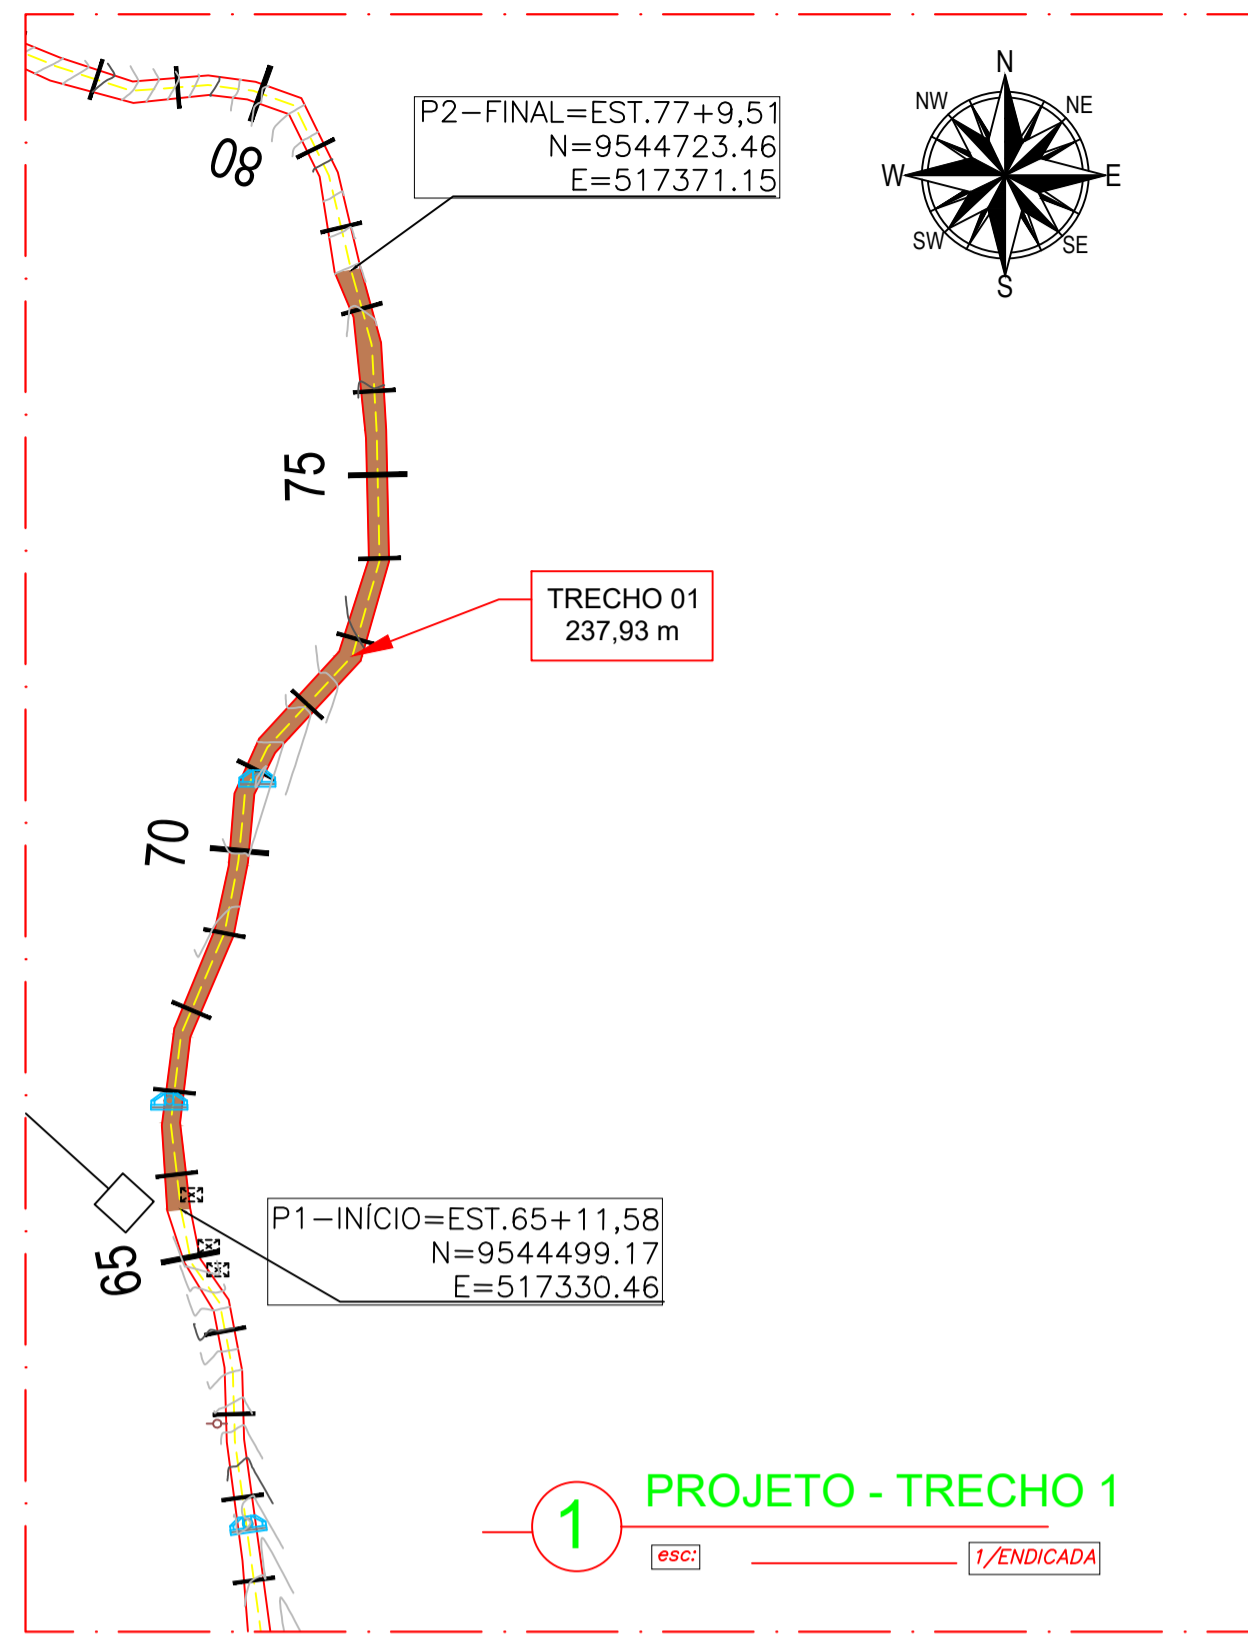 P2-FINAL=EST.77+9,51
N=9544723.46
E=517371.15
N
NW
NE
W
E
SW
SE
S
80
75
TRECHO 01
237,93 m
70
P1-INÍCIO=EST.65+11,58
N=9544499.17
E=517330.46
65
1
PROJETO - TRECHO 1
esc:
1/ENDICADA